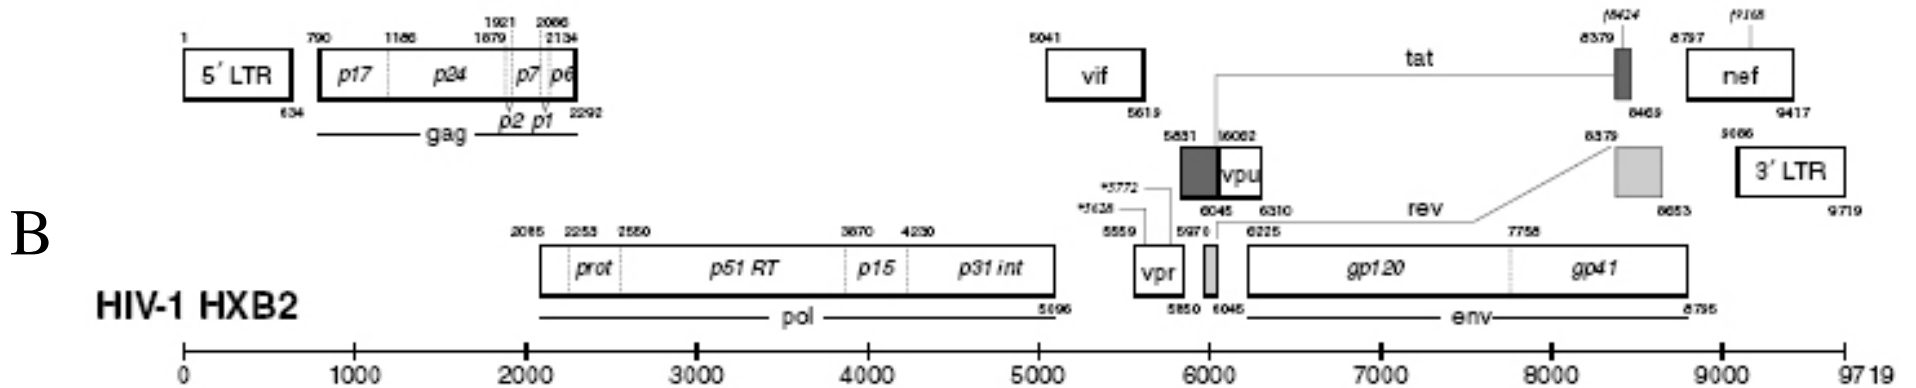 1921 2086 f8424 f9168
1 790 1186 1879 2134 5041 8379 8797
5´ LTR p17 p24 p7 p6 vif tat nef
634 p2 p1 2292 5619 8469 9417
gag
5831 6062 8379 9086
vpu 3´ LTR
*5772
*5628 6045 6310 rev 8653 9719
B
2085 2253 2550 3870 4230 5559 5970 6225 7758
prot p51 RT p15 p31 int vpr gp120 gp41
HIV-1 HXB2
5096 5850 6045 8795
pol env
0 1000 2000 3000 4000 5000 6000 7000 8000 9000 9719